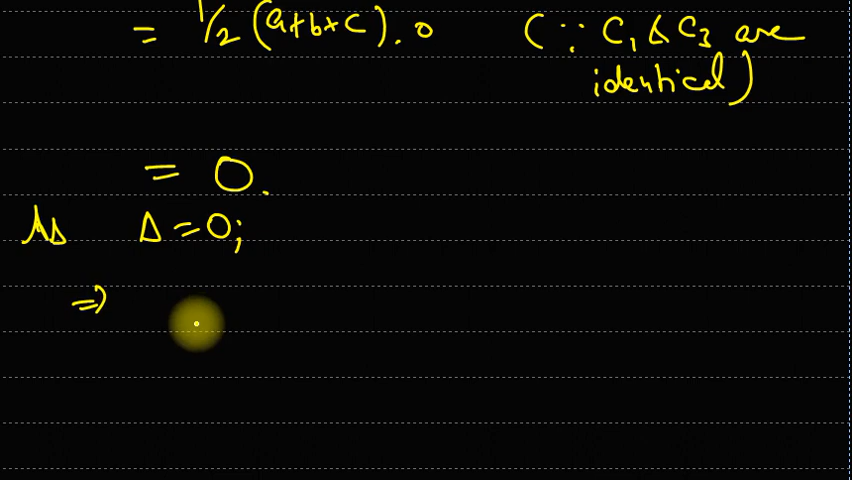 = 1/2 (a+b+c). 0 (∵ C₁ & C₃ are
identical)
= 0.
As Δ = 0;
⇒